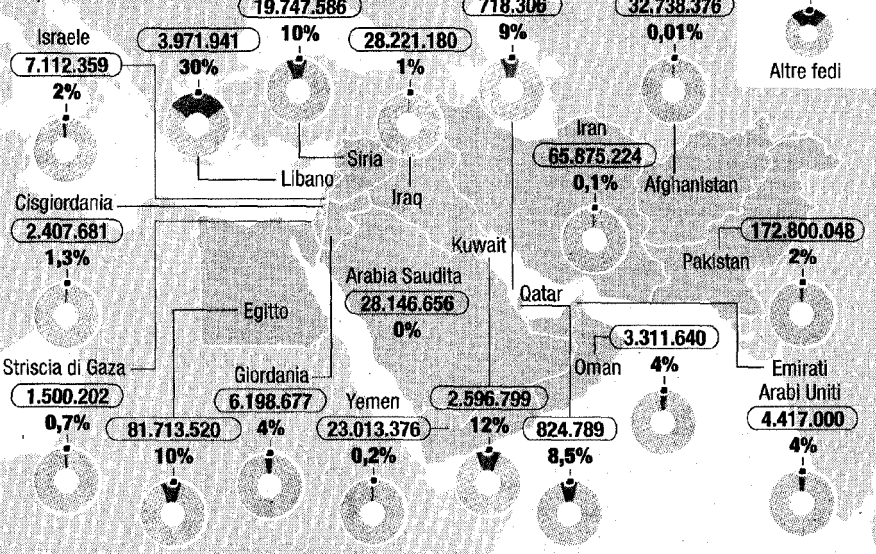 19.747.586
718.306
32.738.376
Israele
3.971.941
10%
28.221.180
9%
0,01%
7.112.359
30%
1%
Altre fedi
2%
Iran
65.875.224
Siria
Libano
0,1%
Afghanistan
Iraq
Cisgiordania
2.407.681
172.800.048
1,3%
Kuwait
Pakistan
2%
Arabia Saudita
28.146.656
Qatar
0%
Egitto
3.311.640
Oman
4%
Striscia di Gaza
Emirati
Arabi Uniti
Giordania
1.500.202
6.198.677
Yemen
2.596.799
4.417.000
0,7%
81.713.520
4%
23.013.376
12%
824.789
4%
10%
0,2%
8,5%